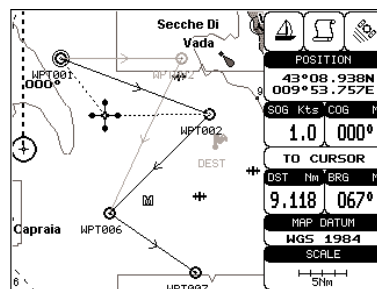 Secche Di
Vada
WPT001
000°
WPT002
9
WPT002
DEST
M
Capraia
WPT006
6
WPT007
POSITION
43°08.938N
009°53.757E
SOG Kts COG M
1.0 000°
TO CURSOR
DST Nm BRG M
9.118 067°
MAP DATUM
WGS 1984
SCALE
5Nm